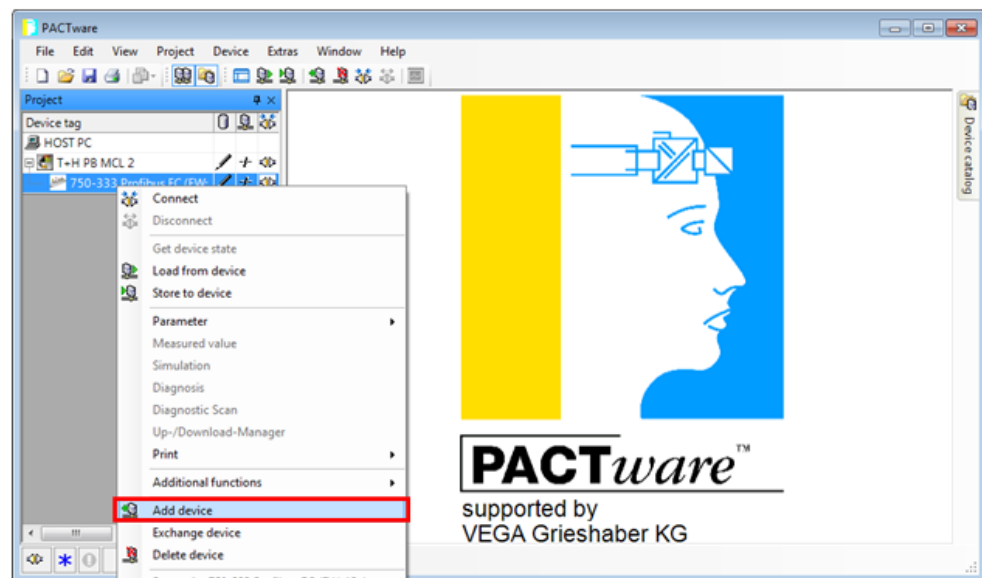 PACTware
File Edit View Project Device Extras Window Help
Project
Device tag
HOST PC
T+H PB MCL 2
750-333 Profibus FC (FW:
Connect
Disconnect
Get device state
Load from device
Store to device
Parameter
Measured value
Simulation
Diagnosis
Diagnostic Scan
Up-/Download-Manager
Print
Additional functions
Add device
Exchange device
Delete device
Device catalog
PACTware™
supported by
VEGA Grieshaber KG